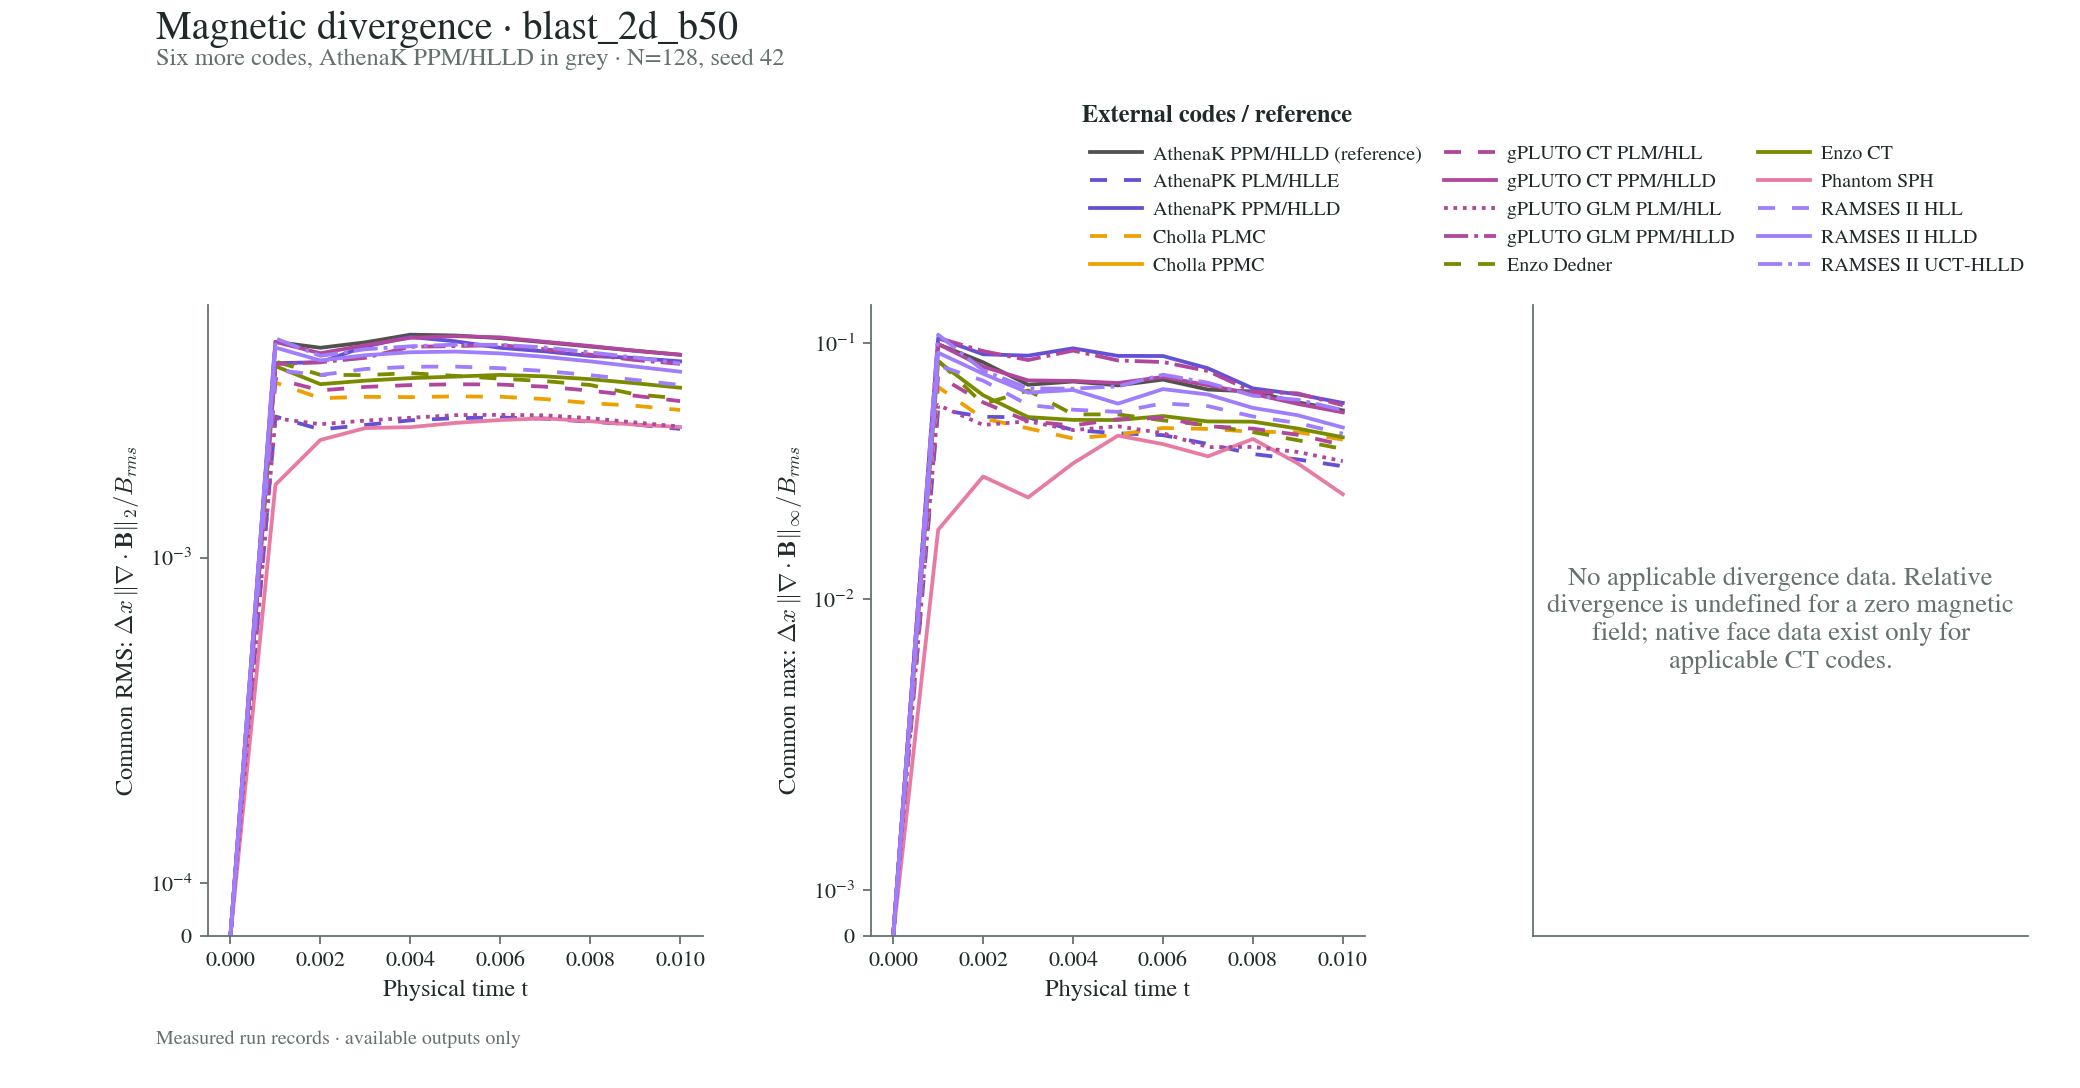 Magnetic divergence · blast_2d_b50
Six more codes, AthenaK PPM/HLLD in grey · N=128, seed 42
External codes / reference
AthenaK PPM/HLLD (reference)
AthenaPK PLM/HLLE
AthenaPK PPM/HLLD
Cholla PLMC
Cholla PPMC
gPLUTO CT PLM/HLL
gPLUTO CT PPM/HLLD
gPLUTO GLM PLM/HLL
gPLUTO GLM PPM/HLLD
Enzo Dedner
Enzo CT
Phantom SPH
RAMSES II HLL
RAMSES II HLLD
RAMSES II UCT-HLLD
Common RMS: Δx ‖∇ · B‖₂/B_rms
10⁻³
10⁻⁴
0
0.000 0.002 0.004 0.006 0.008 0.010
Physical time t
Common max: Δx ‖∇ · B‖∞/B_rms
10⁻¹
10⁻²
10⁻³
0
0.000 0.002 0.004 0.006 0.008 0.010
Physical time t
No applicable divergence data. Relative
divergence is undefined for a zero magnetic
field; native face data exist only for
applicable CT codes.
Measured run records · available outputs only